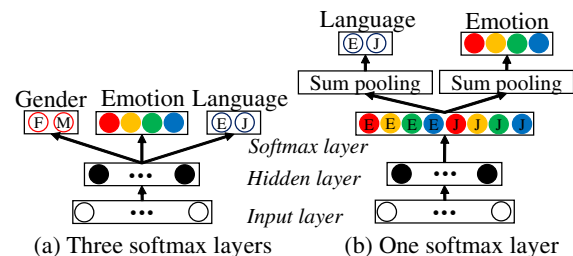 Gender
Emotion
Language
F M
E J
Softmax layer
Hidden layer
Input layer
•••
•••
(a) Three softmax layers
Language
Emotion
E J
Sum pooling
Sum pooling
E E E E J J J J
•••
•••
(b) One softmax layer